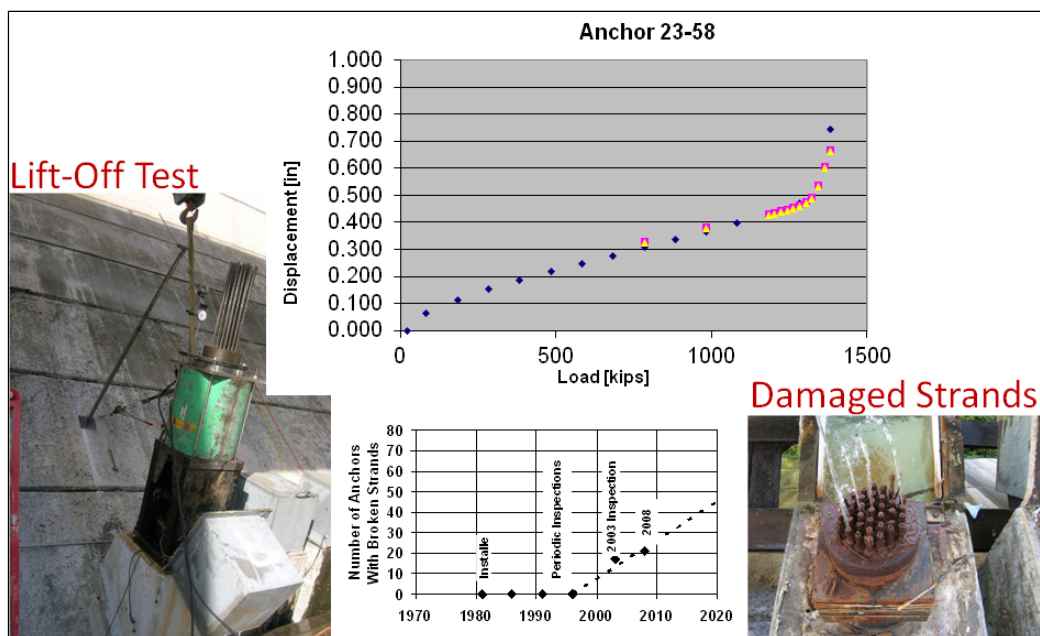 Anchor 23-58
1.000
0.900
0.800
0.700
0.600
0.500
0.400
0.300
0.200
0.100
0.000
Displacement [in]
0 500 1000 1500
Load [kips]
Lift-Off Test
Damaged Strands
80
70
60
50
40
30
20
10
0
Number of Anchors
With Broken Strands
Installe
Periodic Inspections
2003 Inspection
2008
1970 1980 1990 2000 2010 2020